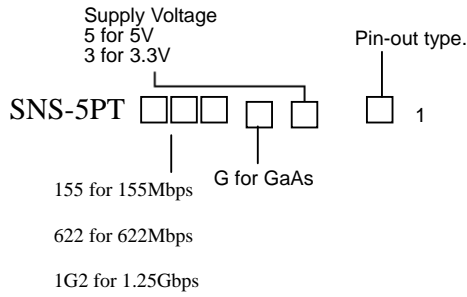 Supply Voltage
5 for 5V
3 for 3.3V
Pin-out type.
SNS-5PT 1
G for GaAs
155 for 155Mbps
622 for 622Mbps
1G2 for 1.25Gbps